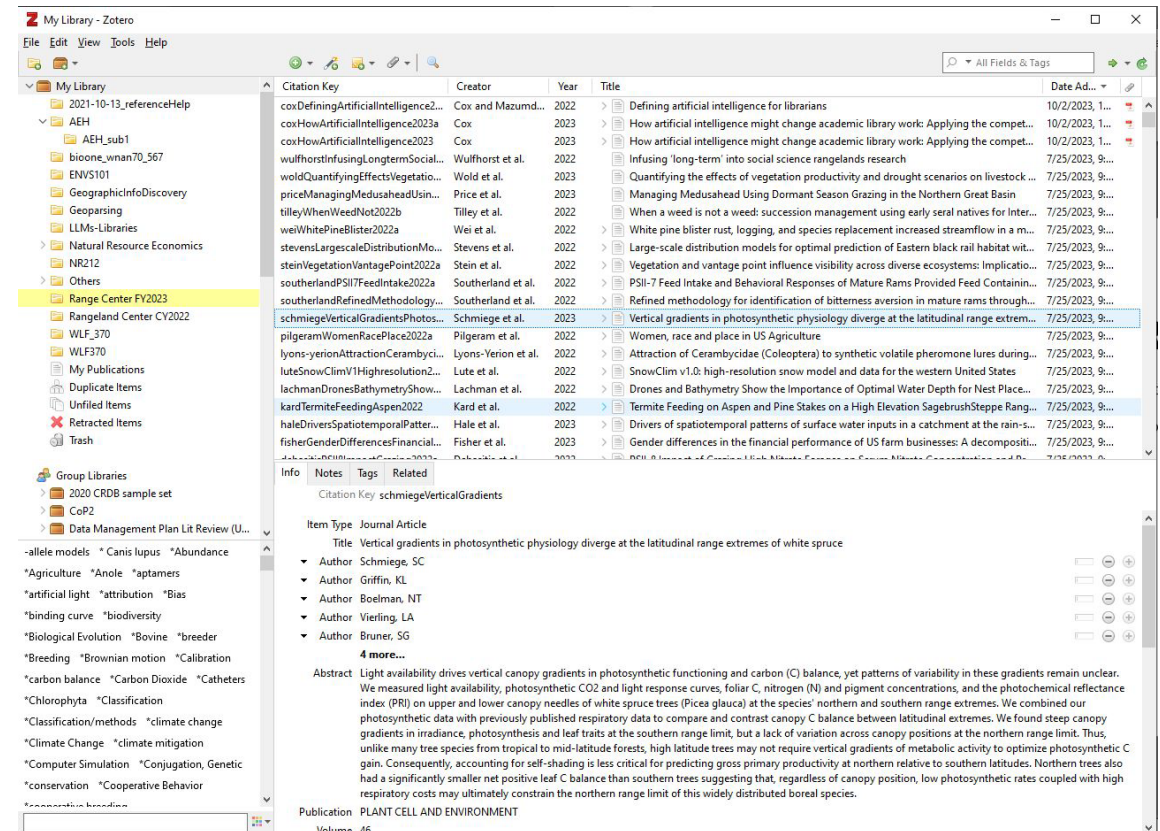 My Library - Zotero
File Edit View Tools Help
All Fields & Tags
My Library
2021-10-13_referenceHelp
AEH
AEH_sub1
bioone_wnan70_567
ENVS101
GeographicInfoDiscovery
Geoparsing
LLMs-Libraries
Natural Resource Economics
NR212
Others
Range Center FY2023
Rangeland Center CY2022
WLF_370
WLF370
My Publications
Duplicate Items
Unfiled Items
Retracted Items
Trash
Group Libraries
2020 CRDB sample set
CoP2
Data Management Plan Lit Review (U...
-allele models * Canis lupus *Abundance
*Agriculture *Anole *aptamers
*artificial light *attribution *Bias
*binding curve *biodiversity
*Biological Evolution *Bovine *breeder
*Breeding *Brownian motion *Calibration
*carbon balance *Carbon Dioxide *Catheters
*Chlorophyta *Classification
*Classification/methods *climate change
*Climate Change *climate mitigation
*Computer Simulation *Conjugation, Genetic
*conservation *Cooperative Behavior
*cooperative breeding
Citation Key Creator Year Title Date Ad...
coxDefiningArtificialIntelligence2... Cox and Mazumd... 2022 Defining artificial intelligence for librarians 10/2/2023, 1...
coxHowArtificialIntelligence2023a Cox 2023 How artificial intelligence might change academic library work: Applying the compet... 10/2/2023, 1...
coxHowArtificialIntelligence2023 Cox 2023 How artificial intelligence might change academic library work: Applying the compet... 10/2/2023, 1...
wulfhorstInfusingLongtermSocial... Wulfhorst et al. 2022 Infusing 'long-term' into social science rangelands research 7/25/2023, 9:...
woldQuantifyingEffectsVegetatio... Wold et al. 2023 Quantifying the effects of vegetation productivity and drought scenarios on livestock ... 7/25/2023, 9:...
priceManagingMedusaheadUsin... Price et al. 2023 Managing Medusahead Using Dormant Season Grazing in the Northern Great Basin 7/25/2023, 9:...
tilleyWhenWeedNot2022b Tilley et al. 2022 When a weed is not a weed: succession management using early seral natives for Inter... 7/25/2023, 9:...
weiWhitePineBlister2022a Wei et al. 2022 White pine blister rust, logging, and species replacement increased streamflow in a m... 7/25/2023, 9:...
stevensLargescaleDistributionMo... Stevens et al. 2022 Large-scale distribution models for optimal prediction of Eastern black rail habitat wit... 7/25/2023, 9:...
steinVegetationVantagePoint2022a Stein et al. 2022 Vegetation and vantage point influence visibility across diverse ecosystems: Implicatio... 7/25/2023, 9:...
southerlandPSII7FeedIntake2022a Southerland et al. 2022 PSII-7 Feed Intake and Behavioral Responses of Mature Rams Provided Feed Containin... 7/25/2023, 9:...
southerlandRefinedMethodology... Southerland et al. 2022 Refined methodology for identification of bitterness aversion in mature rams through... 7/25/2023, 9:...
schmiegeVerticalGradientsPhotos... Schmiege et al. 2023 Vertical gradients in photosynthetic physiology diverge at the latitudinal range extrem... 7/25/2023, 9:...
pilgeramWomenRacePlace2022a Pilgeram et al. 2022 Women, race and place in US Agriculture 7/25/2023, 9:...
lyons-yerionAttractionCerambyci... Lyons-Yerion et al. 2022 Attraction of Cerambycidae (Coleoptera) to synthetic volatile pheromone lures during... 7/25/2023, 9:...
luteSnowClimV1Highresolution2... Lute et al. 2022 SnowClim v1.0: high-resolution snow model and data for the western United States 7/25/2023, 9:...
lachmanDronesBathymetryShow... Lachman et al. 2022 Drones and Bathymetry Show the Importance of Optimal Water Depth for Nest Place... 7/25/2023, 9:...
kardTermiteFeedingAspen2022 Kard et al. 2022 Termite Feeding on Aspen and Pine Stakes on a High Elevation SagebrushSteppe Rang... 7/25/2023, 9:...
haleDriversSpatiotemporalPatter... Hale et al. 2023 Drivers of spatiotemporal patterns of surface water inputs in a catchment at the rain-s... 7/25/2023, 9:...
fisherGenderDifferencesFinancial... Fisher et al. 2023 Gender differences in the financial performance of US farm businesses: A decompositi... 7/25/2023, 9:...
Info Notes Tags Related
Citation Key schmiegeVerticalGradients
Item Type Journal Article
Title Vertical gradients in photosynthetic physiology diverge at the latitudinal range extremes of white spruce
Author Schmiege, SC
Author Griffin, KL
Author Boelman, NT
Author Vierling, LA
Author Bruner, SG
4 more...
Abstract Light availability drives vertical canopy gradients in photosynthetic functioning and carbon (C) balance, yet patterns of variability in these gradients remain unclear.
We measured light availability, photosynthetic CO2 and light response curves, foliar C, nitrogen (N) and pigment concentrations, and the photochemical reflectance
index (PRI) on upper and lower canopy needles of white spruce trees (Picea glauca) at the species' northern and southern range extremes. We combined our
photosynthetic data with previously published respiratory data to compare and contrast canopy C balance between latitudinal extremes. We found steep canopy
gradients in irradiance, photosynthesis and leaf traits at the southern range limit, but a lack of variation across canopy positions at the northern range limit. Thus,
unlike many tree species from tropical to mid-latitude forests, high latitude trees may not require vertical gradients of metabolic activity to optimize photosynthetic C
gain. Consequently, accounting for self-shading is less critical for predicting gross primary productivity at northern relative to southern latitudes. Northern trees also
had a significantly smaller net positive leaf C balance than southern trees suggesting that, regardless of canopy position, low photosynthetic rates coupled with high
respiratory costs may ultimately constrain the northern range limit of this widely distributed boreal species.
Publication PLANT CELL AND ENVIRONMENT
Volume 46